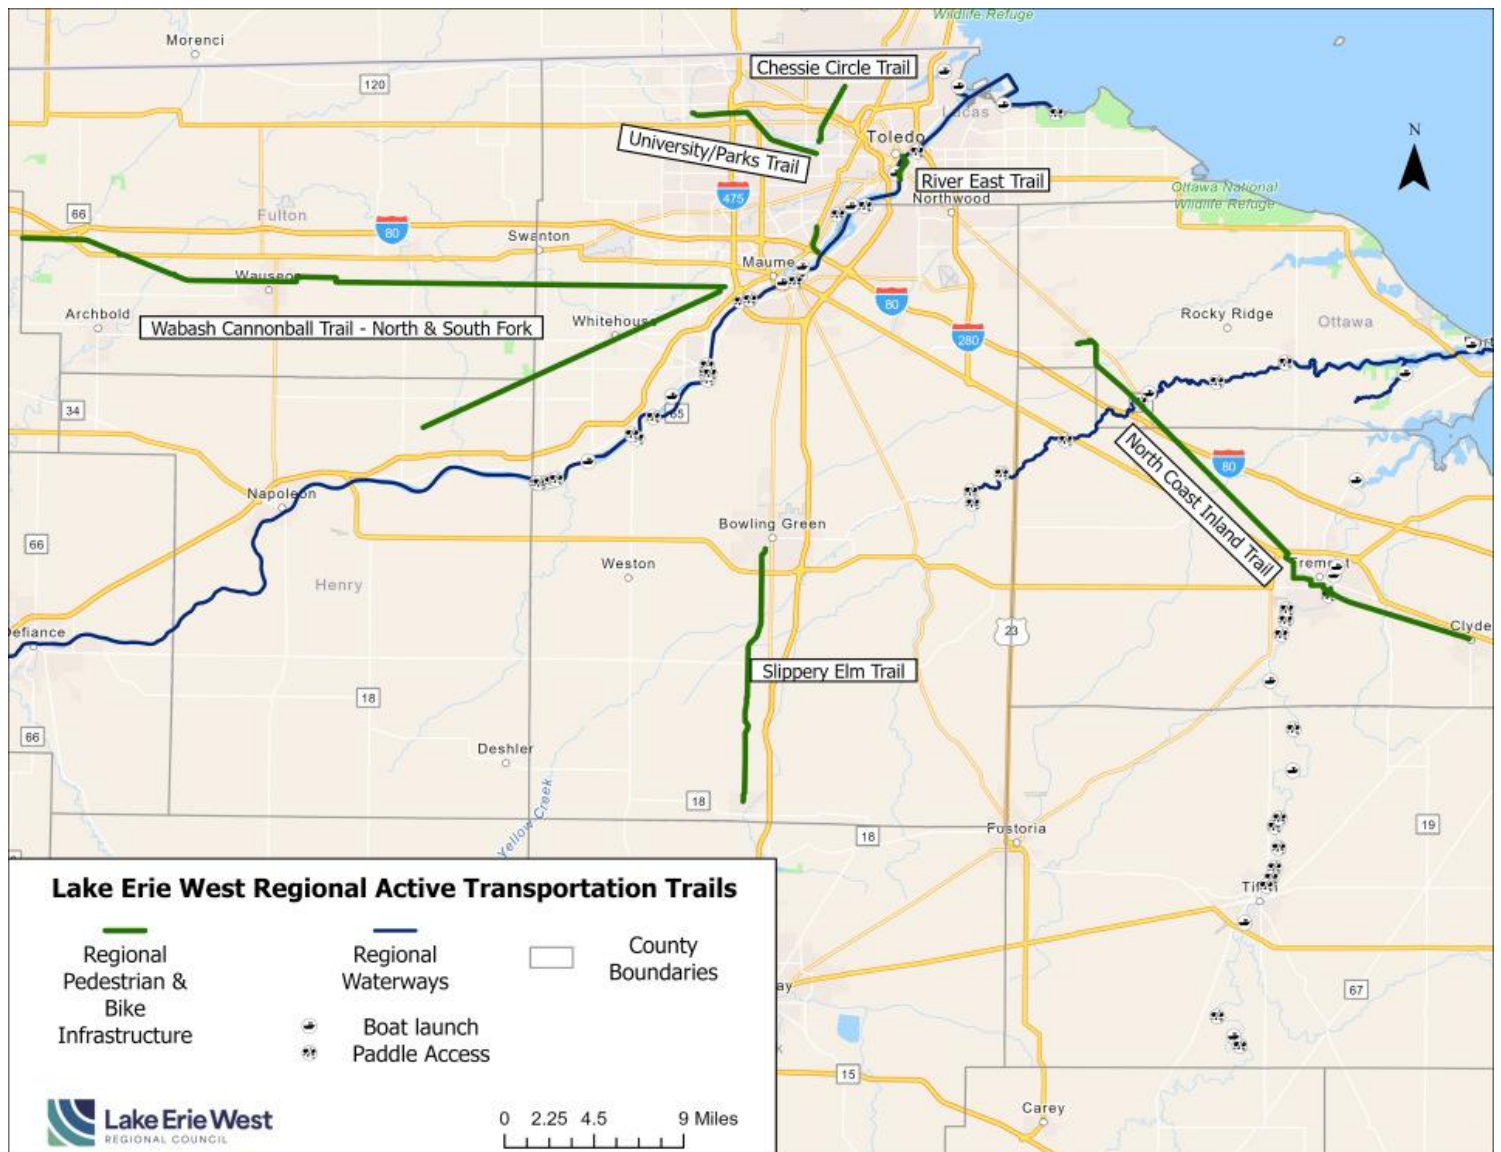 Wildlife Refuge
Morenci
Chessie Circle Trail
120
Lucas
Toledo
University/Parks Trail
River East Trail
475
Northwood
Ottawa National
Wildlife Refuge
66
Fulton
80
Swanton
Maume
Wauseon
80
Archbold
Wabash Cannonball Trail - North & South Fork
Whitehouse
280
Rocky Ridge
Ottawa
34
65
North Coast Inland Trail
80
Napoleon
Bowling Green
66
Henry
Weston
Fremont
Defiance
23
Clyde
Slippery Elm Trail
18
66
Deshler
18
Yellow Creek
18
Fostoria
19
Tiffin
67
ay
k
15
Carey
N
Lake Erie West Regional Active Transportation Trails
Regional
Pedestrian &
Bike
Infrastructure
Regional
Waterways
County
Boundaries
Boat launch
Paddle Access
Lake Erie West
REGIONAL COUNCIL
0 2.25 4.5 9 Miles